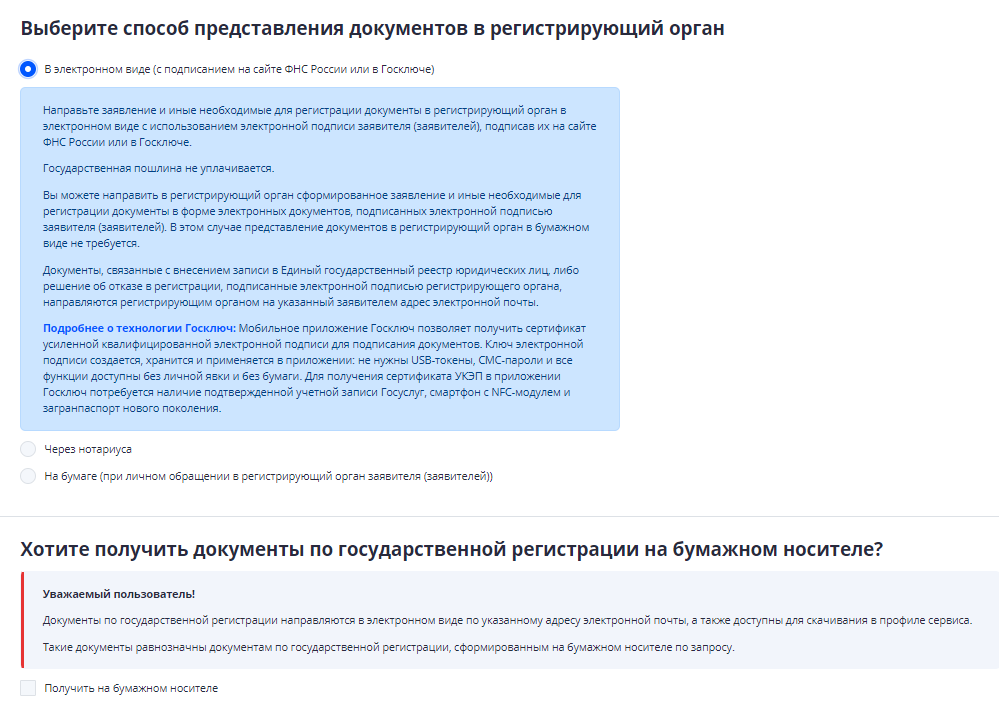 Выберите способ представления документов в регистрирующий орган
В электронном виде (с подписанием на сайте ФНС России или в Госключе)
Направьте заявление и иные необходимые для регистрации документы в регистрирующий орган в
электронном виде с использованием электронной подписи заявителя (заявителей), подписав их на сайте
ФНС России или в Госключе.
Государственная пошлина не уплачивается.
Вы можете направить в регистрирующий орган сформированное заявление и иные необходимые для
регистрации документы в форме электронных документов, подписанных электронной подписью
заявителя (заявителей). В этом случае представление документов в регистрирующий орган в бумажном
виде не требуется.
Документы, связанные с внесением записи в Единый государственный реестр юридических лиц, либо
решение об отказе в регистрации, подписанные электронной подписью регистрирующего органа,
направляются регистрирующим органом на указанный заявителем адрес электронной почты.
Подробнее о технологии Госключ: Мобильное приложение Госключ позволяет получить сертификат
усиленной квалифицированной электронной подписи для подписания документов. Ключ электронной
подписи создается, хранится и применяется в приложении: не нужны USB-токены, СМС-пароли и все
функции доступны без личной явки и без бумаги. Для получения сертификата УКЭП в приложении
Госключ потребуется наличие подтвержденной учетной записи Госуслуг, смартфон с NFC-модулем и
загранпаспорт нового поколения.
Через нотариуса
На бумаге (при личном обращении в регистрирующий орган заявителя (заявителей))
Хотите получить документы по государственной регистрации на бумажном носителе?
Уважаемый пользователь!
Документы по государственной регистрации направляются в электронном виде по указанному адресу электронной почты, а также доступны для скачивания в профиле сервиса.
Такие документы равнозначны документам по государственной регистрации, сформированным на бумажном носителе по запросу.
Получить на бумажном носителе